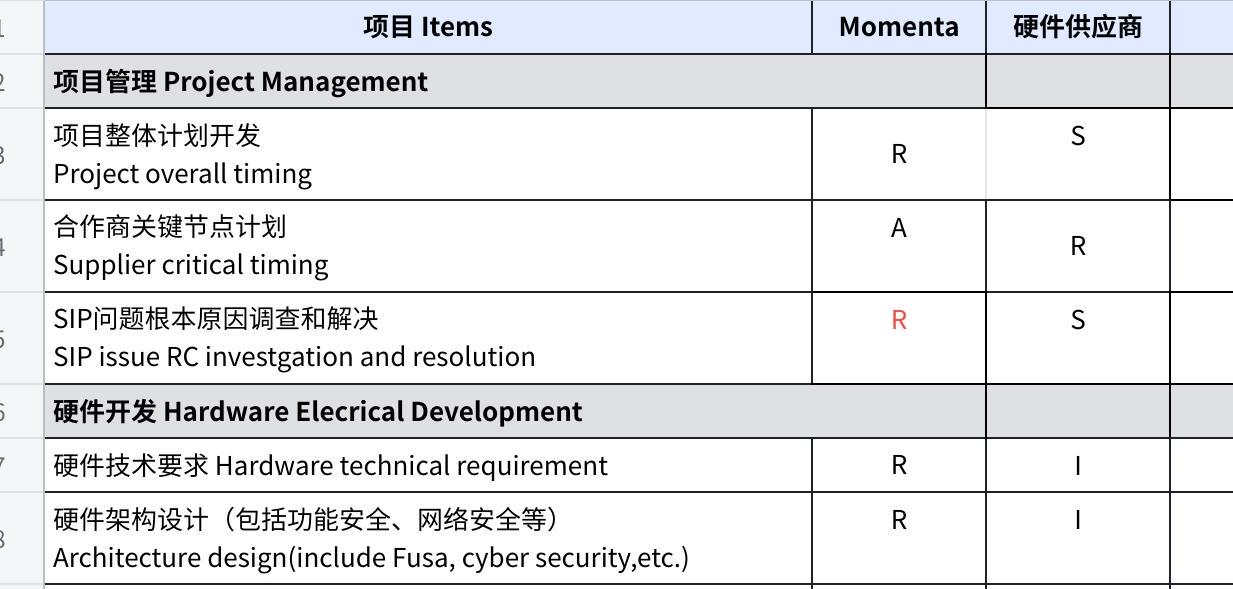 项目 Items Momenta 硬件供应商
项目管理 Project Management
项目整体计划开发
Project overall timing
R
S
合作商关键节点计划
Supplier critical timing
A
R
SIP问题根本原因调查和解决
SIP issue RC investgation and resolution
R
S
硬件开发 Hardware Elecrical Development
硬件技术要求 Hardware technical requirement R I
硬件架构设计（包括功能安全、网络安全等）
Architecture design(include Fusa, cyber security,etc.)
R
I